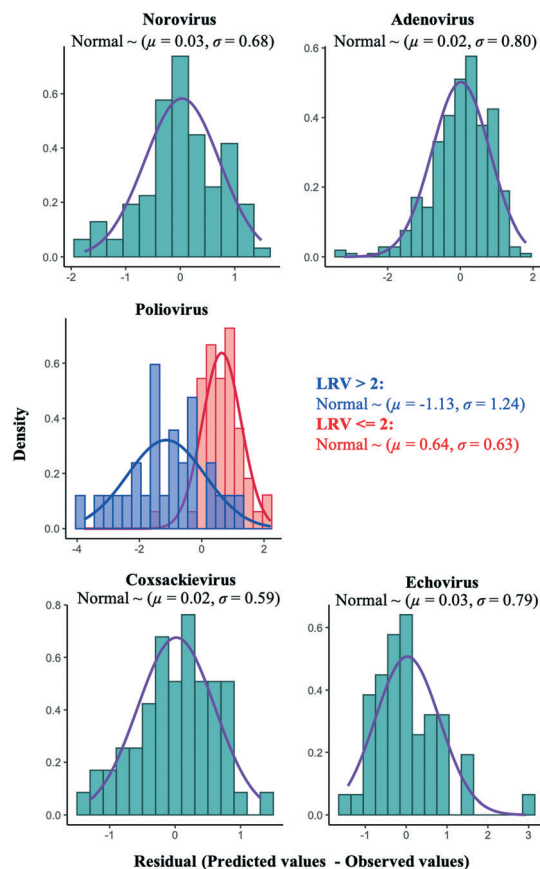 Norovirus
Normal ~ (μ = 0.03, σ = 0.68)
0.6
0.4
0.2
0.0
-2
-1
0
1
Adenovirus
Normal ~ (μ = 0.02, σ = 0.80)
0.6
0.4
0.2
0.0
-2
0
2
Poliovirus
Density
0.6
0.4
0.2
0.0
-4
-2
0
2
LRV > 2:
Normal ~ (μ = -1.13, σ = 1.24)
LRV <= 2:
Normal ~ (μ = 0.64, σ = 0.63)
Coxsackievirus
Normal ~ (μ = 0.02, σ = 0.59)
0.8
0.6
0.4
0.2
0.0
-1
0
1
Echovirus
Normal ~ (μ = 0.03, σ = 0.79)
0.6
0.4
0.2
0.0
-1
0
1
2
3
Residual (Predicted values - Observed values)